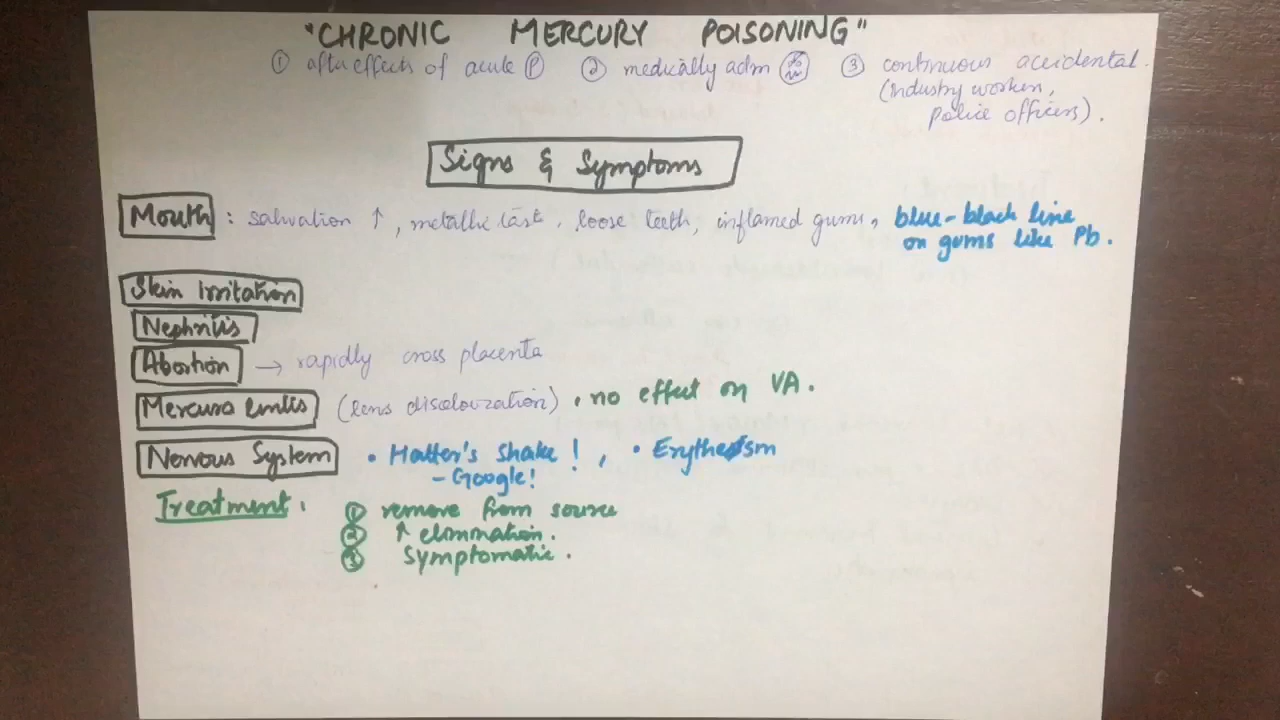 "CHRONIC MERCURY POISONING"
① after effects of acute Ⓟ ② medically adm ③ continuous accidental.
(industry worken,
police officers).
Signs & Symptoms
Mouth : salivation ↑, metallic taste, loose teeth, inflamed gums, blue-black line
on gums like Pb.
Skin irritation
Nephritis
Abortion → rapidly cross placenta
Mercura lentis (lens discolouration) • no effect on VA.
Nervous System • Hatter's shake!, • Erythesm
- Google!
Treatment:
① remove from source
② ↑ elimination.
③ symptomatic.